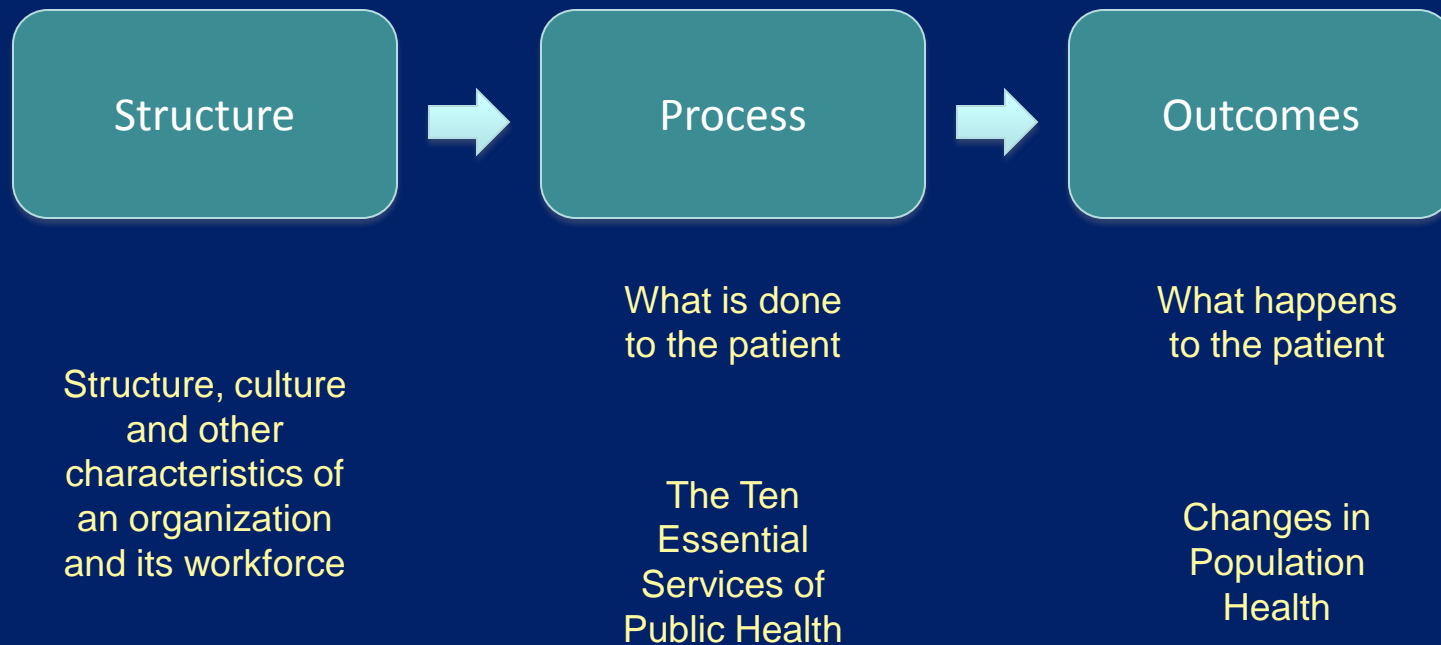 Structure
Process
Outcomes
Structure, culture
and other
characteristics of
an organization
and its workforce
What is done
to the patient
The Ten
Essential
Services of
Public Health
What happens
to the patient
Changes in
Population
Health